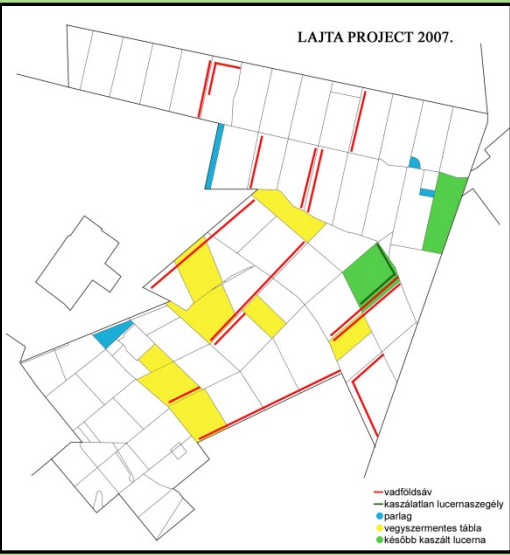 LAJTA PROJECT 2007.
vadföldsáv
kaszálatlan lucernaszegély
parlag
vegyszermentes tábla
később kaszált lucerna